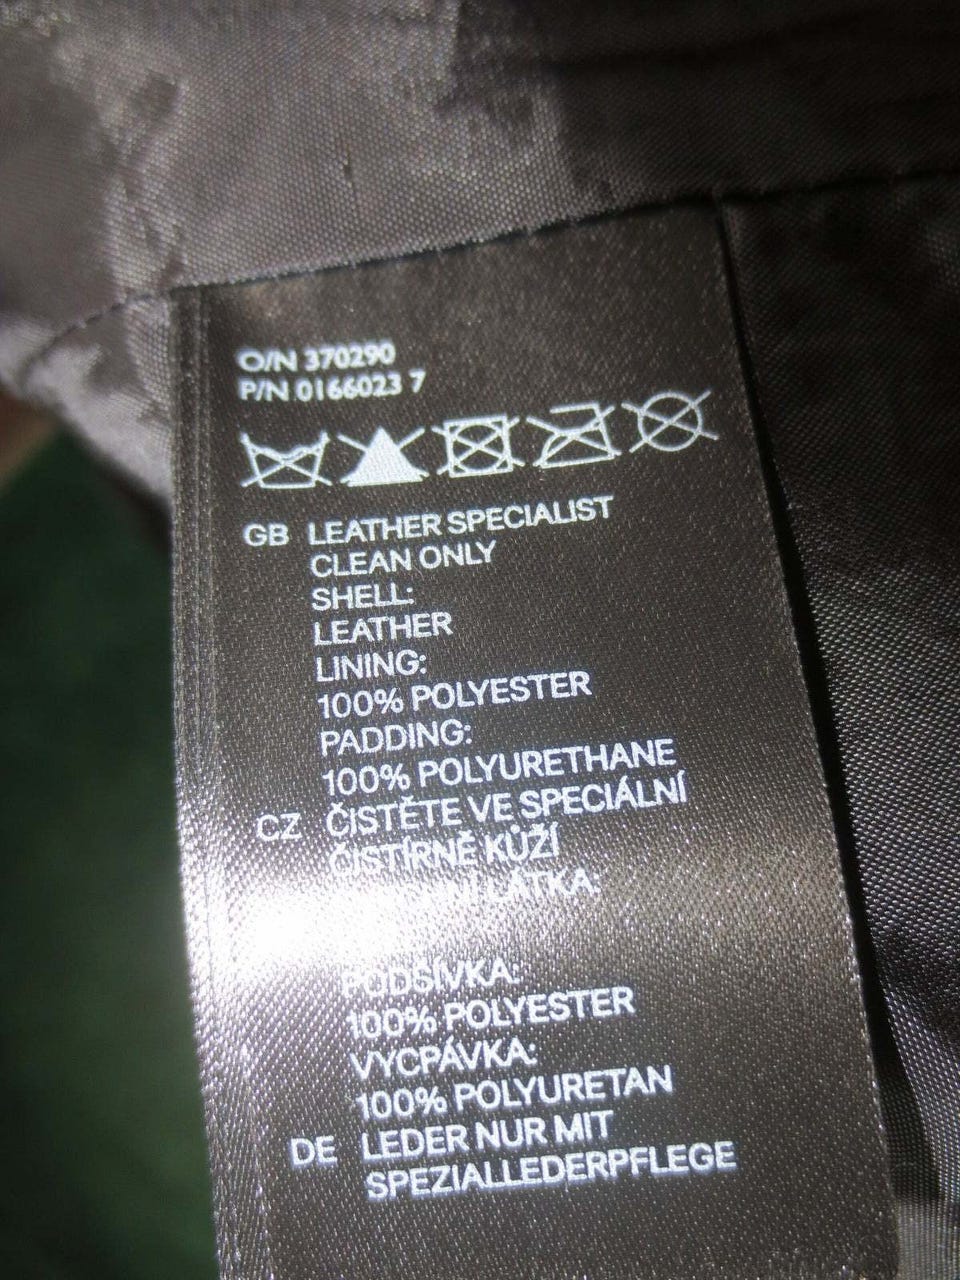 O/N 370290
P/N 0166023 7
GB LEATHER SPECIALIST
CLEAN ONLY
SHELL:
LEATHER
LINING:
100% POLYESTER
PADDING:
100% POLYURETHANE
CZ ČISTĚTE VE SPECIÁLNÍ
ČISTÍRNĚ KŮŽÍ
LÁTKA:
PODŠÍVKA:
100% POLYESTER
VYCPÁVKA:
100% POLYURETAN
DE LEDER NUR MIT
SPEZIALLEDERPFLEGE